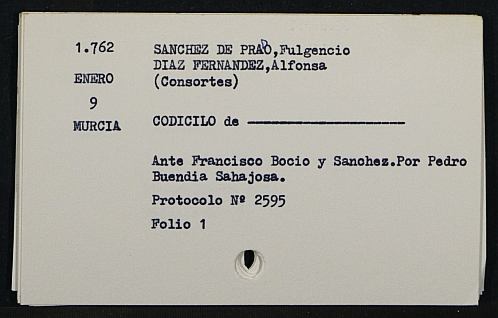 1.762
SANCHEZ DE PRADO,Fulgencio
DIAZ FERNANDEZ,Alfonsa
ENERO
(Consortes)
9
MURCIA
CODICILO de
Ante Francisco Bocio y Sanchez.Por Pedro
Buendia Sahajosa.
Protocolo Nº 2595
Folio 1